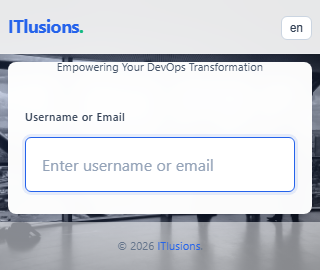 ITlusions.
en
Empowering Your DevOps Transformation
Username or Email
Enter username or email
© 2026 ITlusions.